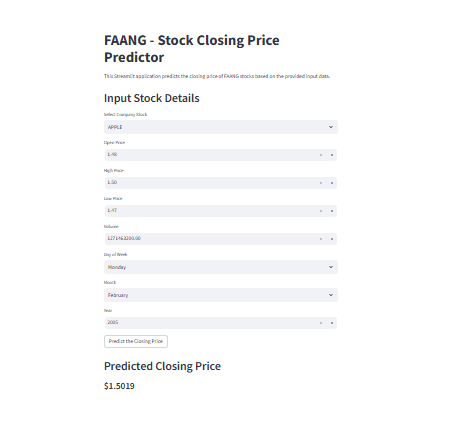 FAANG - Stock Closing Price
Predictor
This Streamlit application predicts the closing price of FAANG stocks based on the provided input data.
Input Stock Details
Select Company Stock
APPLE
Open Price
1.48
High Price
1.50
Low Price
1.47
Volume
Day of Week
Monday
Month
February
Year
2005
Predict the Closing Price
Predicted Closing Price
$1.5019